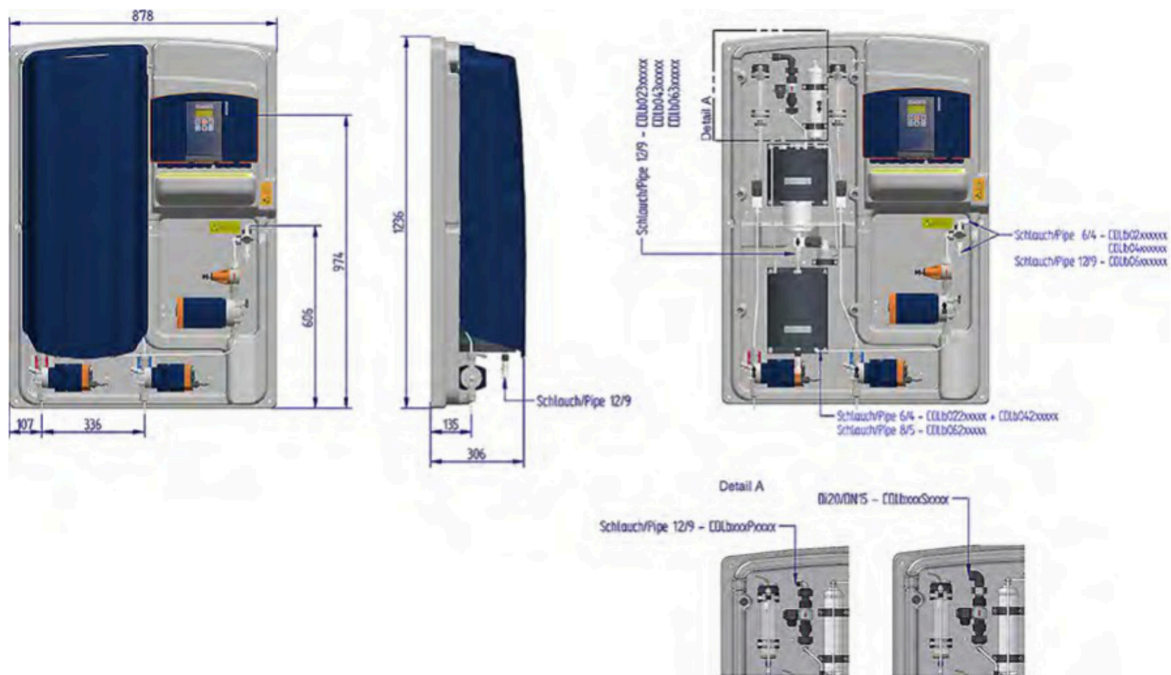 878
1236
974
606
107
336
135
306
Schlauch/Pipe 12/9
Schlauch/Pipe 12/9 - CDLb023xxxxx
CDLb043xxxxx
CDLb063xxxxx
Detail A
Schlauch/Pipe 6/4 - CDLb02xxxxxx
CDLb04xxxxxx
Schlauch/Pipe 12/9 - CDLb06xxxxxx
Schlauch/Pipe 6/4 - CDLb022xxxxx + CDLb042xxxxx
Schlauch/Pipe 8/5 - CDLb062xxxxx
Detail A
Di20/DN15 - CDLbxxxSxxxx
Schlauch/Pipe 12/9 - CDLbxxxPxxxx